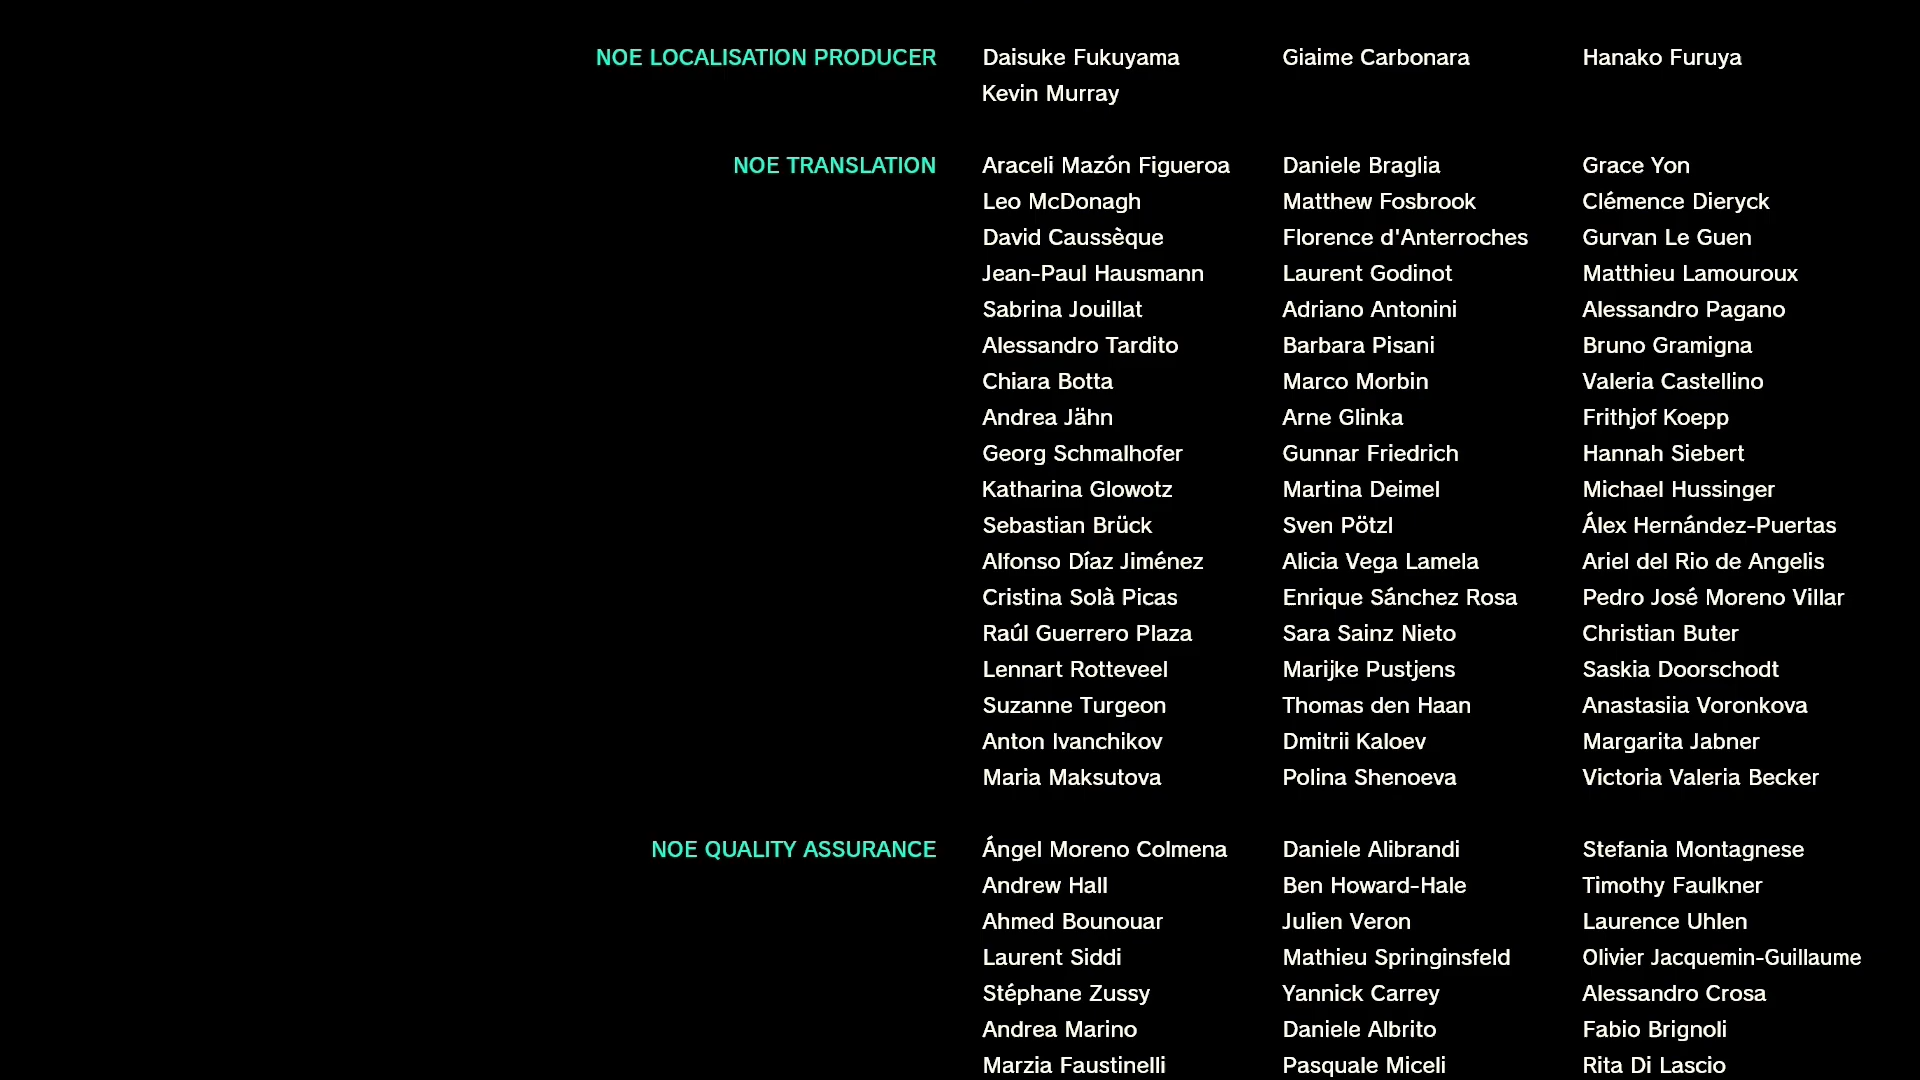 NOE LOCALISATION PRODUCER Daisuke Fukuyama Giaime Carbonara Hanako Furuya
Kevin Murray
NOE TRANSLATION Araceli Mazón Figueroa Daniele Braglia Grace Yon
Leo McDonagh Matthew Fosbrook Clémence Dieryck
David Caussèque Florence d'Anterroches Gurvan Le Guen
Jean-Paul Hausmann Laurent Godinot Matthieu Lamouroux
Sabrina Jouillat Adriano Antonini Alessandro Pagano
Alessandro Tardito Barbara Pisani Bruno Gramigna
Chiara Botta Marco Morbin Valeria Castellino
Andrea Jähn Arne Glinka Frithjof Koepp
Georg Schmalhofer Gunnar Friedrich Hannah Siebert
Katharina Glowotz Martina Deimel Michael Hussinger
Sebastian Brück Sven Pötzl Álex Hernández-Puertas
Alfonso Díaz Jiménez Alicia Vega Lamela Ariel del Rio de Angelis
Cristina Solà Picas Enrique Sánchez Rosa Pedro José Moreno Villar
Raúl Guerrero Plaza Sara Sainz Nieto Christian Buter
Lennart Rotteveel Marijke Pustjens Saskia Doorschodt
Suzanne Turgeon Thomas den Haan Anastasiia Voronkova
Anton Ivanchikov Dmitrii Kaloev Margarita Jabner
Maria Maksutova Polina Shenoeva Victoria Valeria Becker
NOE QUALITY ASSURANCE Ángel Moreno Colmena Daniele Alibrandi Stefania Montagnese
Andrew Hall Ben Howard-Hale Timothy Faulkner
Ahmed Bounouar Julien Veron Laurence Uhlen
Laurent Siddi Mathieu Springinsfeld Olivier Jacquemin-Guillaume
Stéphane Zussy Yannick Carrey Alessandro Crosa
Andrea Marino Daniele Albrito Fabio Brignoli
Marzia Faustinelli Pasquale Miceli Rita Di Lascio